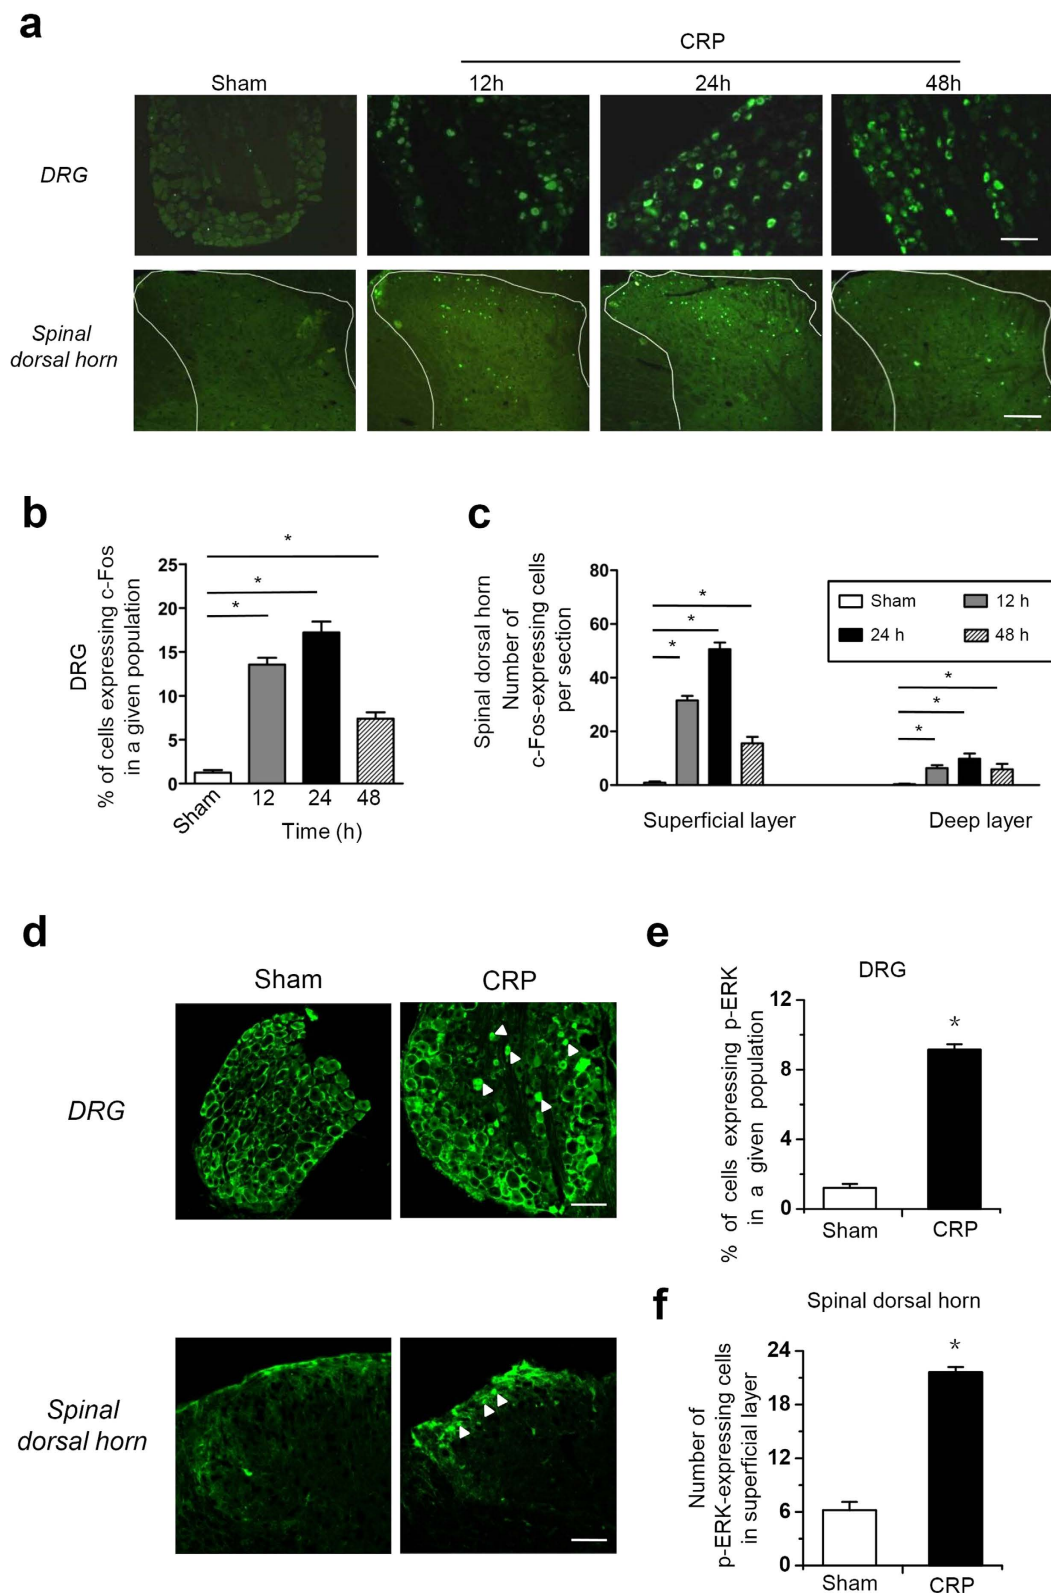 a
CRP
Sham
12h
24h
48h
DRG
Spinal
dorsal horn
b
DRG
% of cells expressing c-Fos
in a given population
25
20
15
10
5
0
*
*
*
Sham
12
24
48
Time (h)
c
Spinal dorsal horn
Number of
c-Fos-expressing cells
per section
80
60
40
20
0
*
*
*
*
*
*
Sham
12 h
24 h
48 h
Superficial layer
Deep layer
d
Sham
CRP
DRG
Spinal
dorsal horn
e
DRG
% of cells expressing p-ERK
in a given population
12
8
4
0
*
Sham
CRP
f
Spinal dorsal horn
Number of
p-ERK-expressing cells
in superficial layer
24
18
12
6
0
*
Sham
CRP